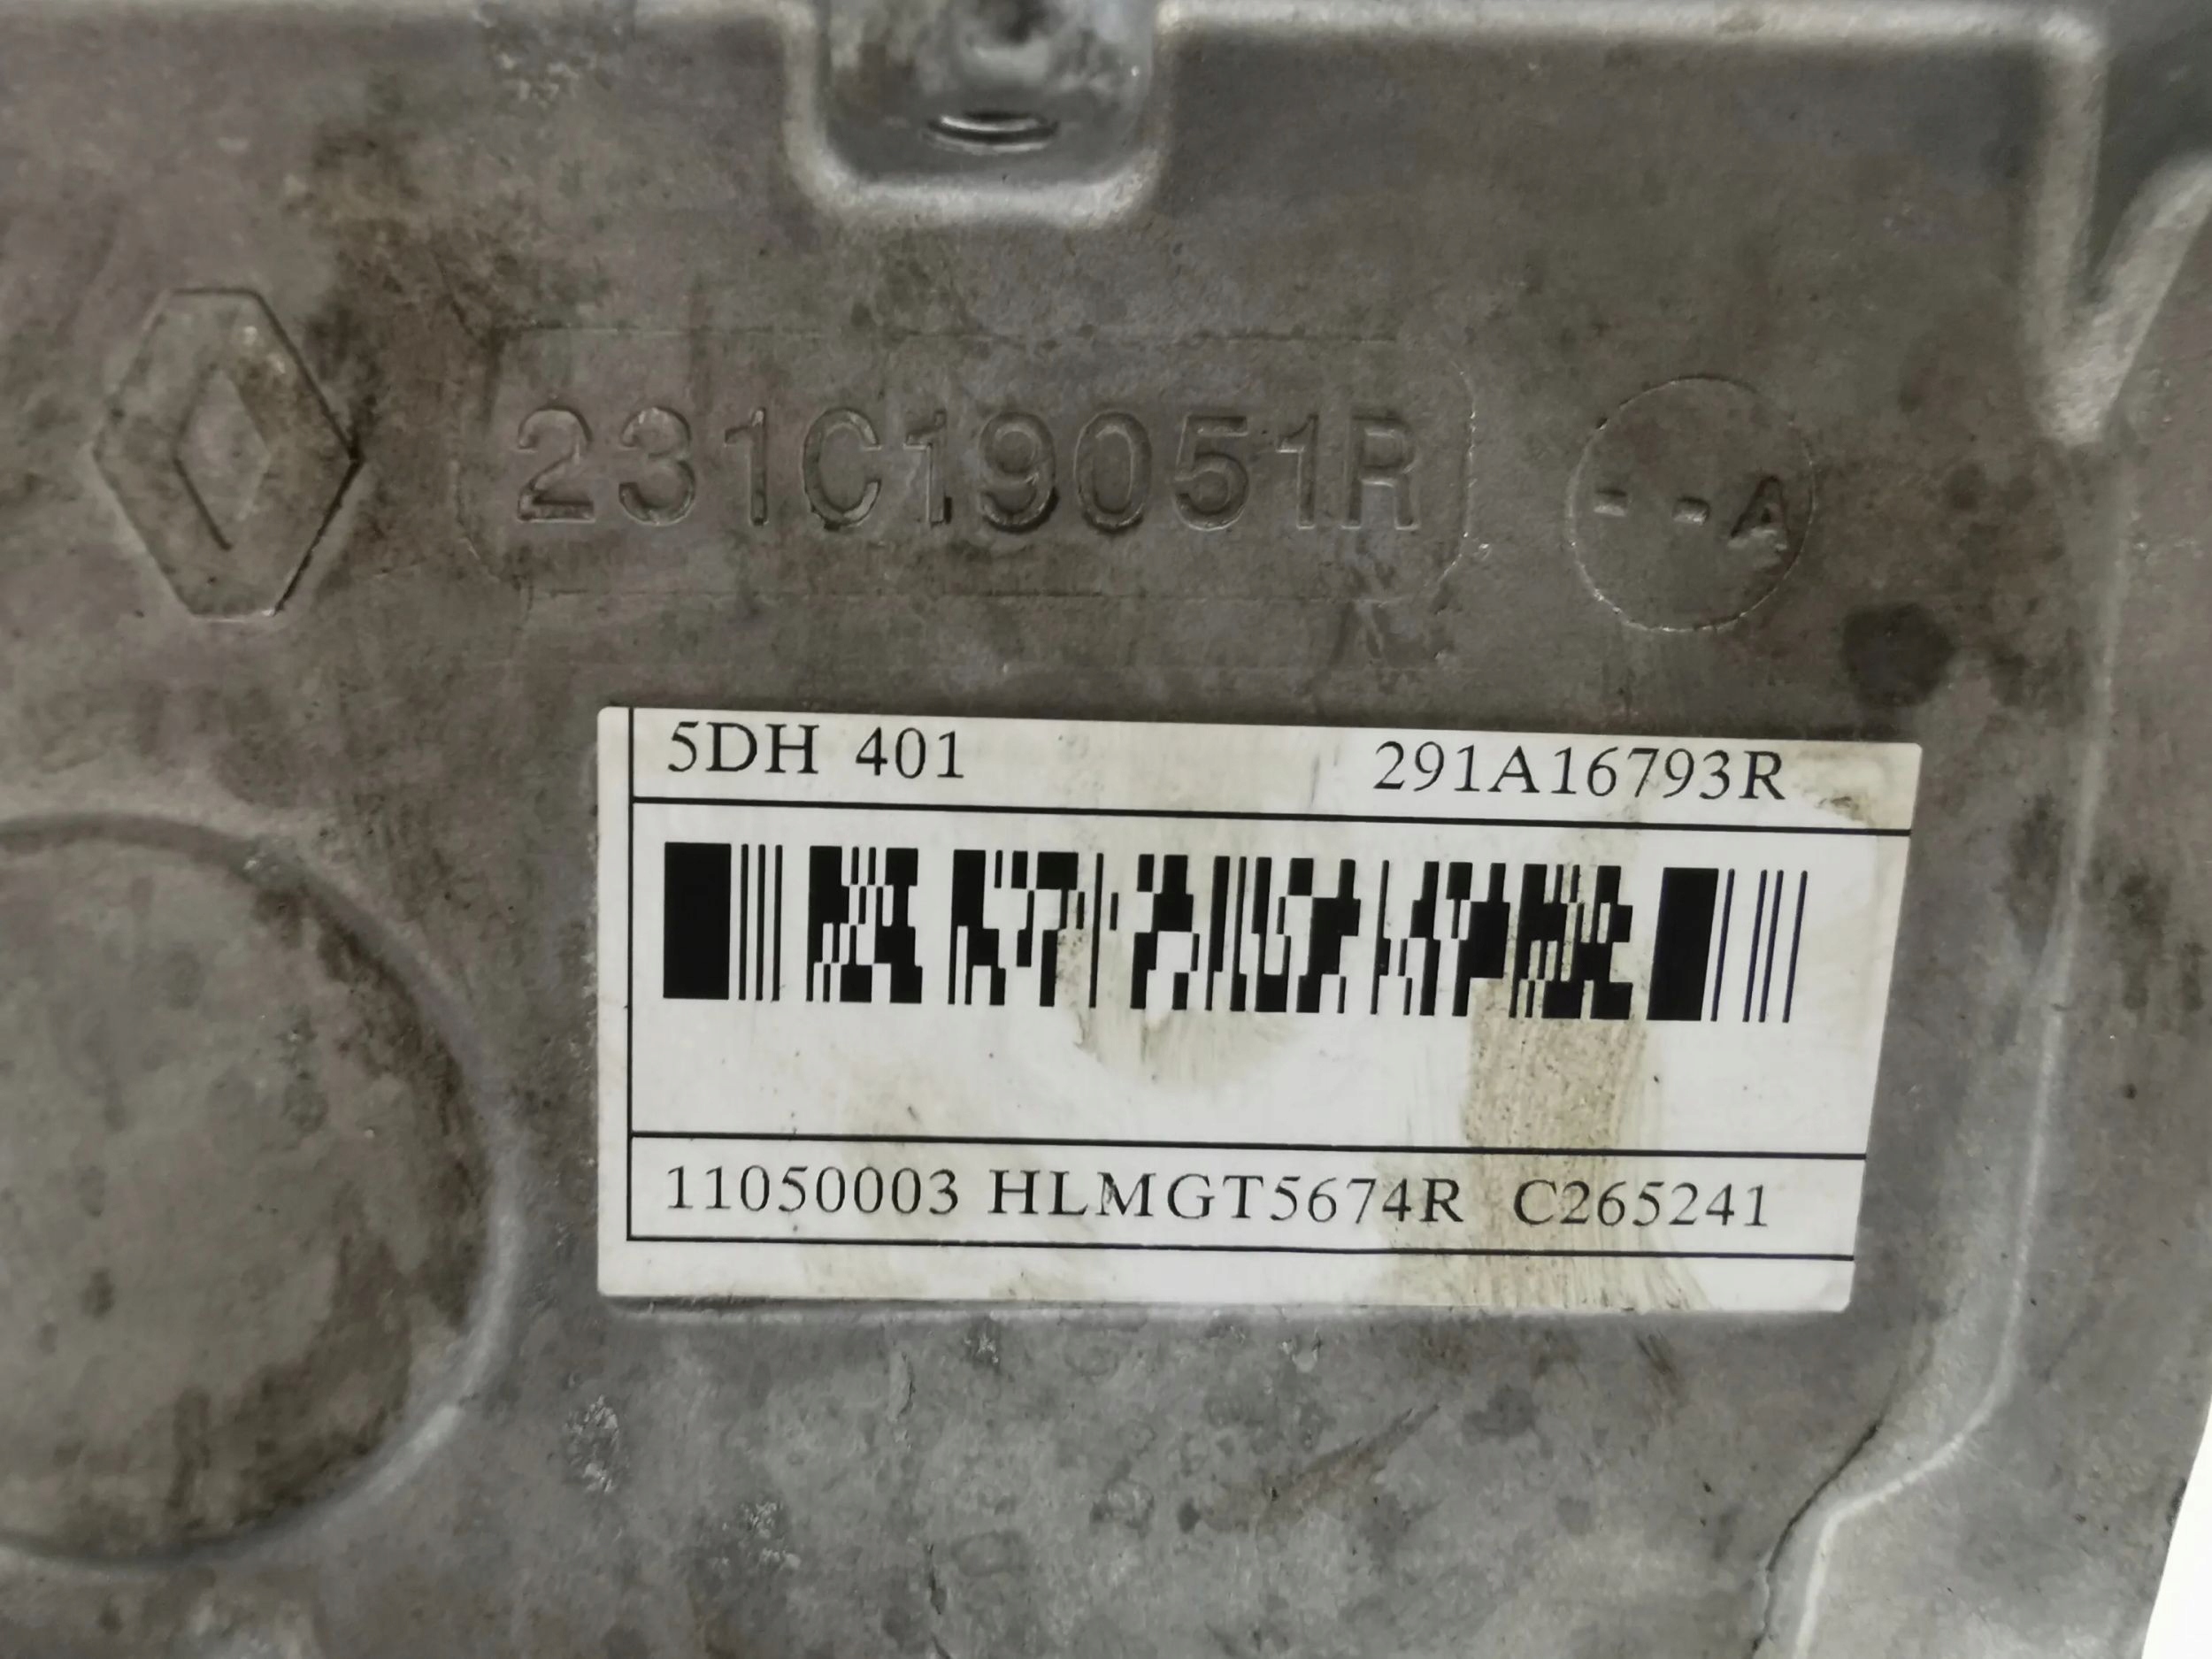 231C19051R --A
5DH 401 291A16793R
11050003 HLMGT5674R C265241